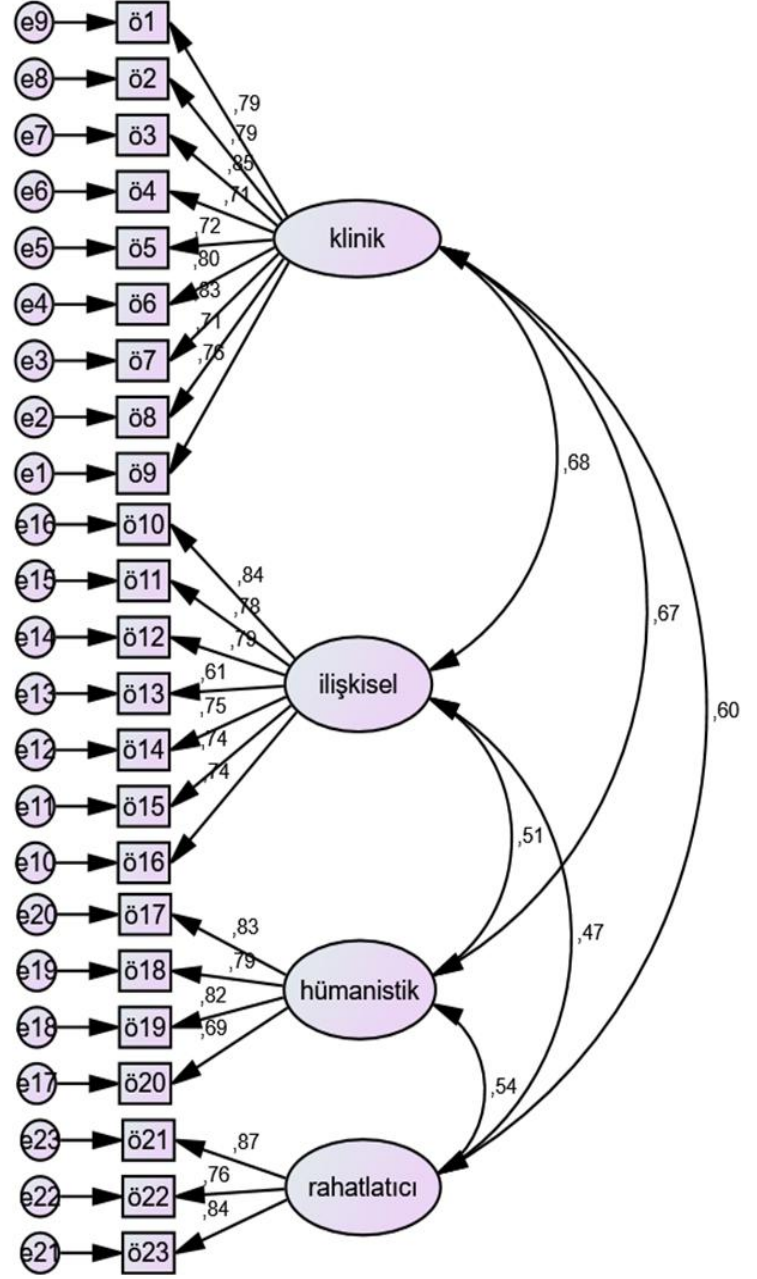 e9 ö1
e8 ö2
,79
e7 ö3
,79
,85
e6 ö4
,71
klinik
e5 ö5
,72
,80
e4 ö6
,83
,71
e3 ö7
,76
e2 ö8
e1 ö9
,68
e16 ö10
e15 ö11
,84
,78
e14 ö12
,79
,67
e13 ö13
,61
ilişkisel
,75
,60
e12 ö14
,74
,74
e11 ö15
,51
e10 ö16
e20 ö17
,83
,47
e19 ö18
,79
hümanistik
,82
e18 ö19
,69
e17 ö20
,54
e23 ö21
,87
,76
e22 ö22
rahatlatıcı
,84
e21 ö23